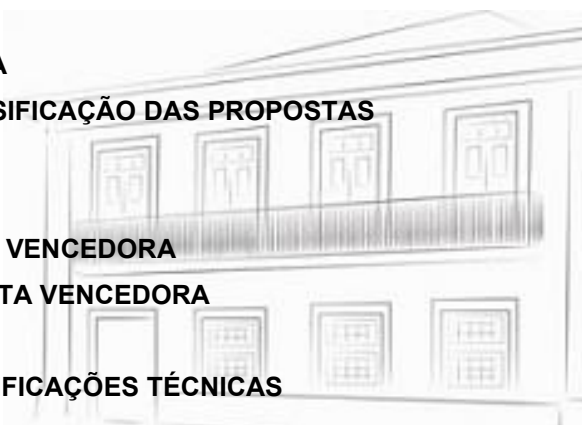 A
SIFICAÇÃO DAS PROPOSTAS
VENCEDORA
TA VENCEDORA
FICAÇÕES TÉCNICAS